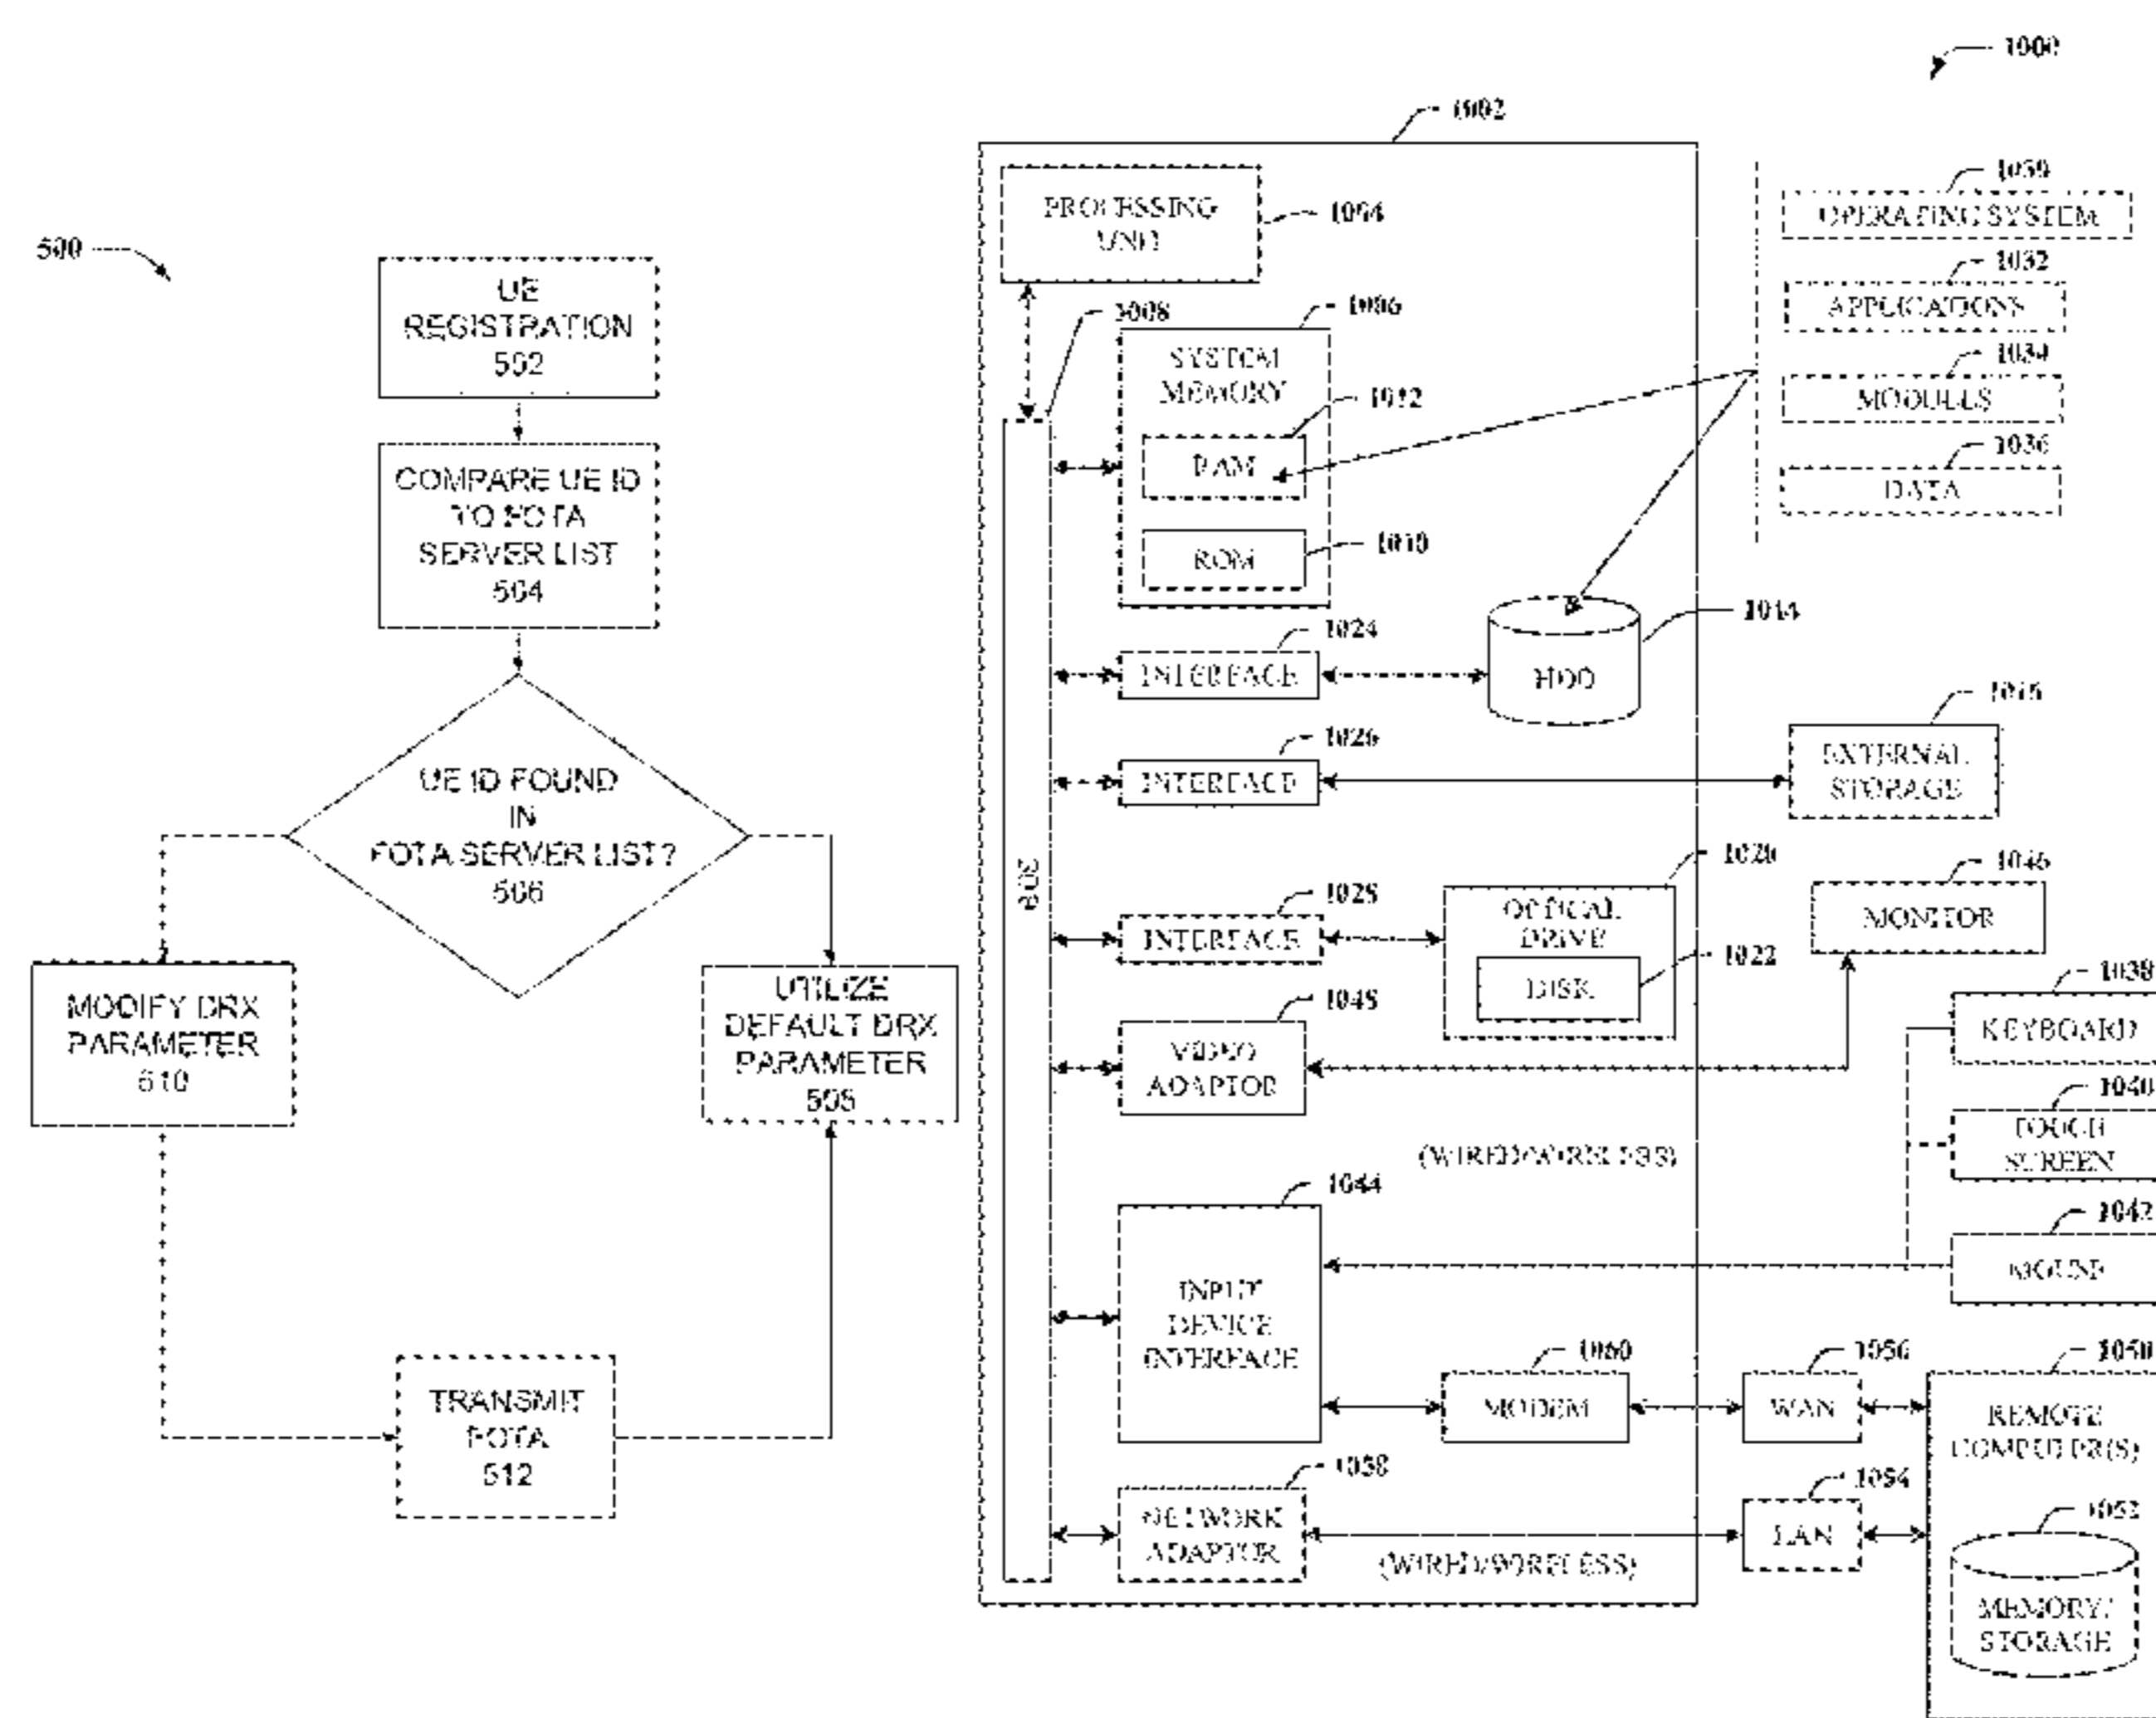 500
UE
REGISTRATION
502
COMPARE UE ID
TO FOTA
SERVER LIST
504
UE ID FOUND
IN
FOTA SERVER LIST?
506
MODIFY DRX
PARAMETER
510
UTILIZE
DEFAULT DRX
PARAMETER
508
TRANSMIT
FOTA
512
1000
1002
PROCESSING
UNIT
1004
1008
1006
SYSTEM
MEMORY
1012
RAM
1010
ROM
BUS
1030
OPERATING SYSTEM
1032
APPLICATIONS
1034
MODULES
1036
DATA
1024
INTERFACE
1014
HDD
1026
INTERFACE
1016
EXTERNAL
STORAGE
1028
INTERFACE
1020
OPTICAL
DRIVE
1022
DISK
1046
MONITOR
1048
VIDEO
ADAPTOR
1038
KEYBOARD
1040
TOUCH
SCREEN
(WIRED/WIRELESS)
1042
MOUSE
1044
INPUT
DEVICE
INTERFACE
1060
MODEM
1056
WAN
1050
REMOTE
COMPUTER(S)
1058
NETWORK
ADAPTOR
(WIRED/WIRELESS)
1054
LAN
1052
MEMORY/
STORAGE